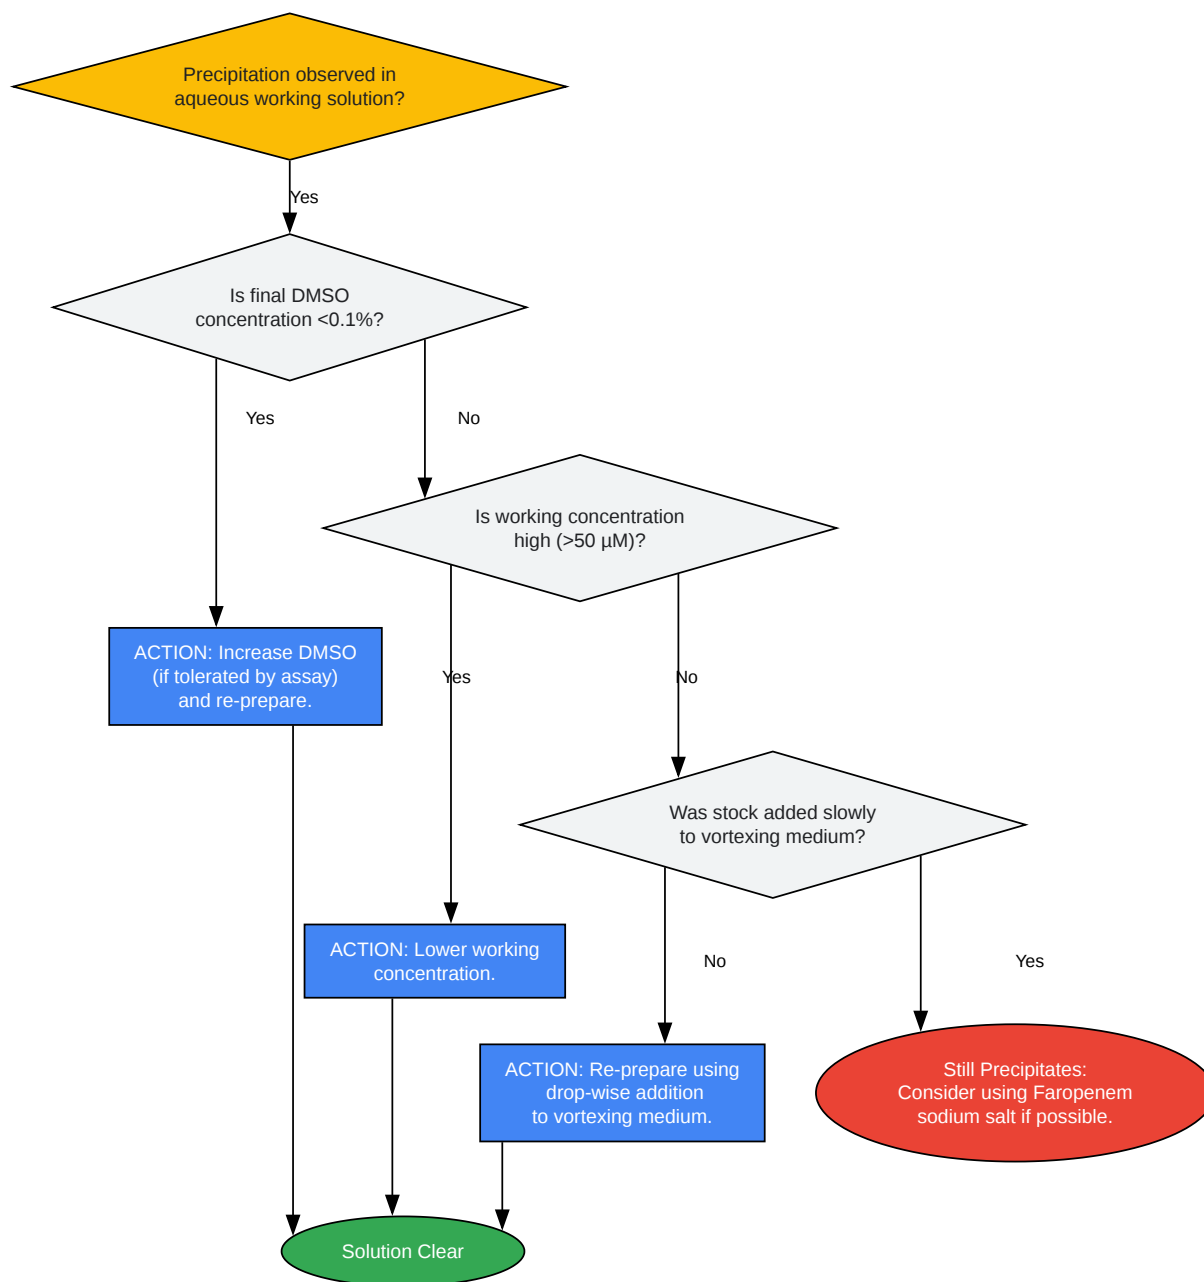 Precipitation observed in
aqueous working solution?
Yes
Is final DMSO
concentration <0.1%?
Yes
No
Is working concentration
high (>50 µM)?
ACTION: Increase DMSO
(if tolerated by assay)
and re-prepare.
Yes
No
Was stock added slowly
to vortexing medium?
ACTION: Lower working
concentration.
No
Yes
ACTION: Re-prepare using
drop-wise addition
to vortexing medium.
Still Precipitates:
Consider using Faropenem
sodium salt if possible.
Solution Clear